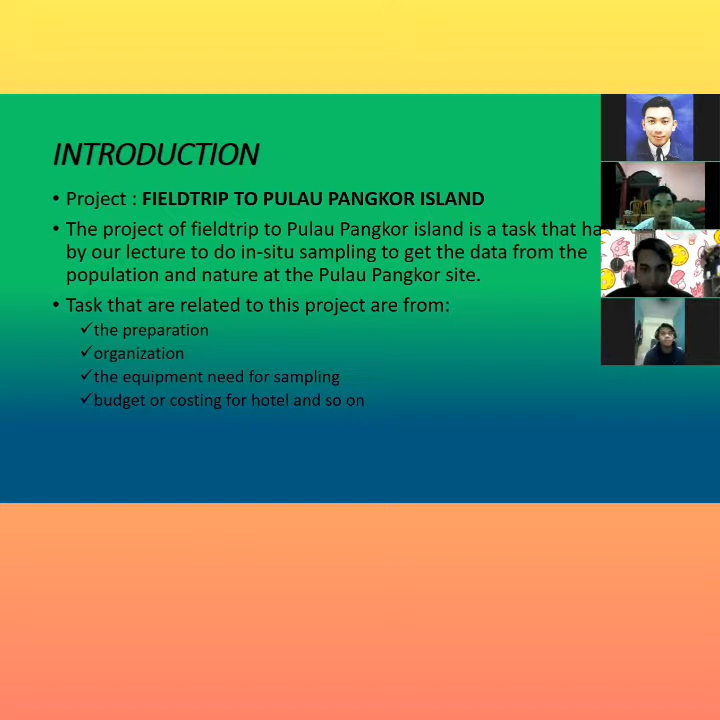 INTRODUCTION
• Project : FIELDTRIP TO PULAU PANGKOR ISLAND
• The project of fieldtrip to Pulau Pangkor island is a task that
by our lecture to do in-situ sampling to get the data from the
population and nature at the Pulau Pangkor site.
• Task that are related to this project are from:
✓the preparation
✓organization
✓the equipment need for sampling
✓budget or costing for hotel and so on